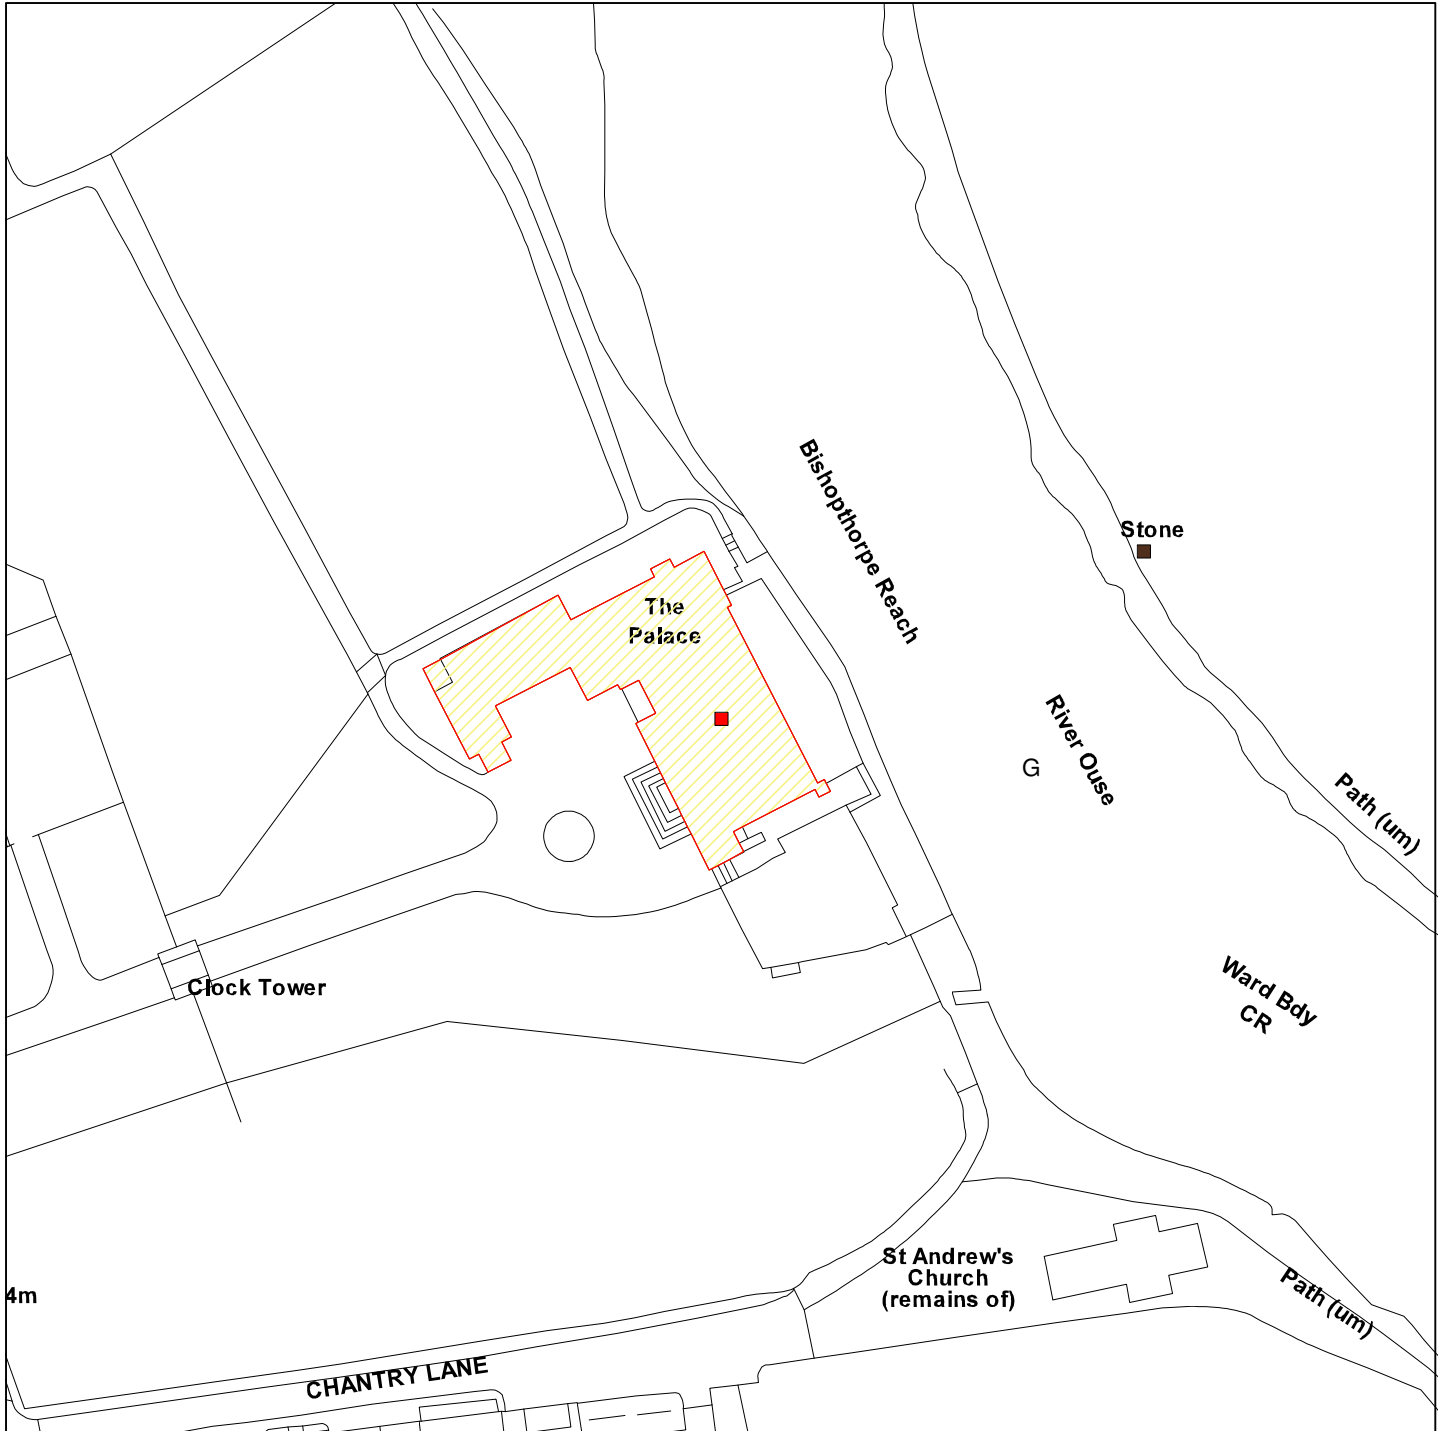 Bishopthorpe Reach
Stone
The
Palace
River Ouse
G
Path (um)
Ward Bdy
CR
Clock Tower
St Andrew's
Church
(remains of)
Path (um)
4m
CHANTRY LANE